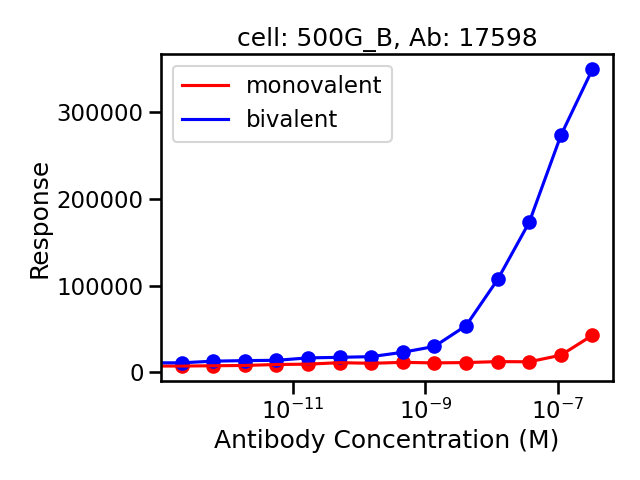 cell: 500G_B, Ab: 17598
monovalent
bivalent
Response
300000
200000
100000
0
10⁻¹¹
10⁻⁹
10⁻⁷
Antibody Concentration (M)